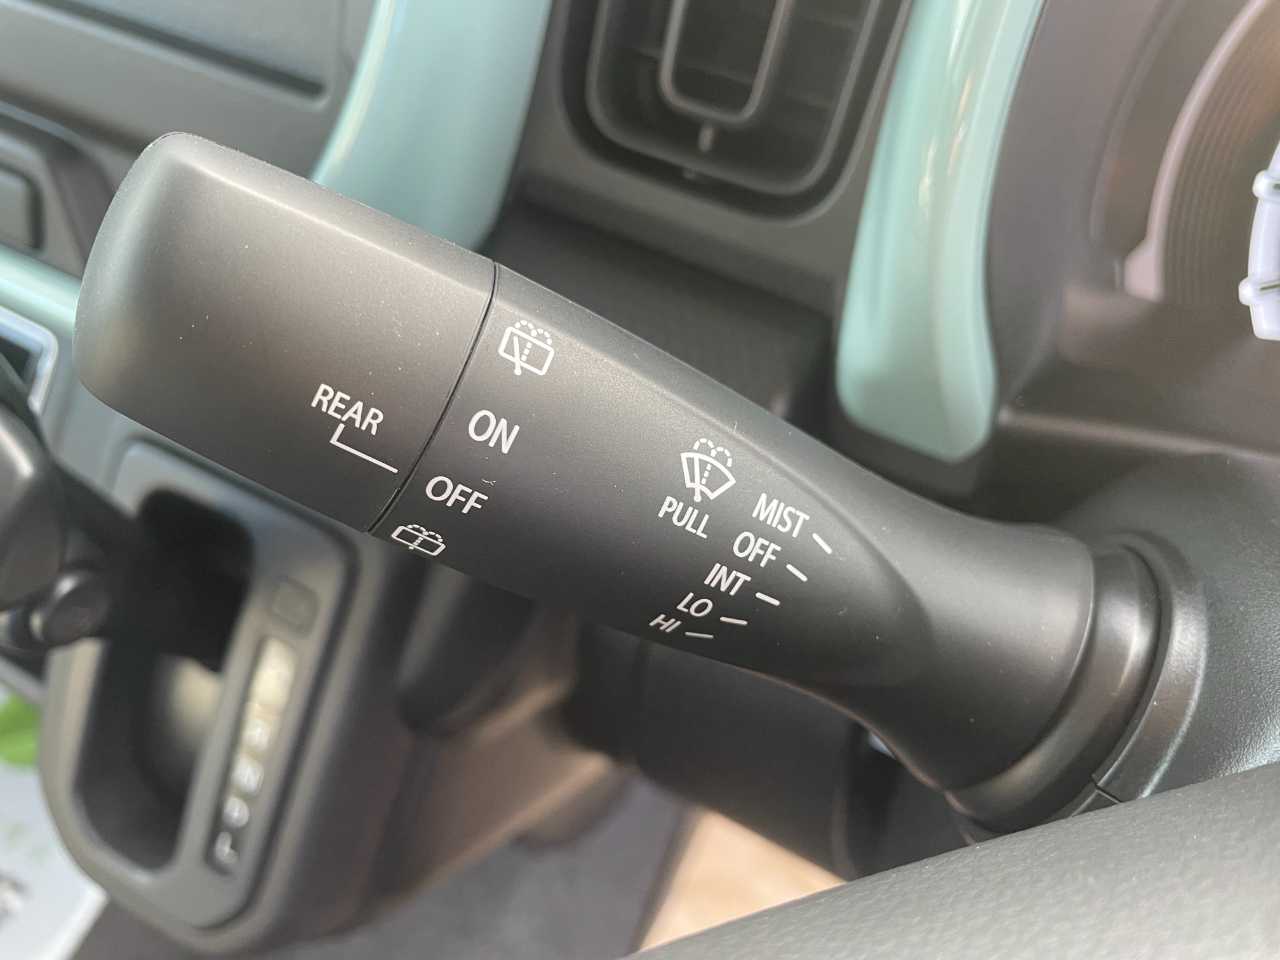 REAR
ON
OFF
PULL
MIST
OFF
INT
LO
HI